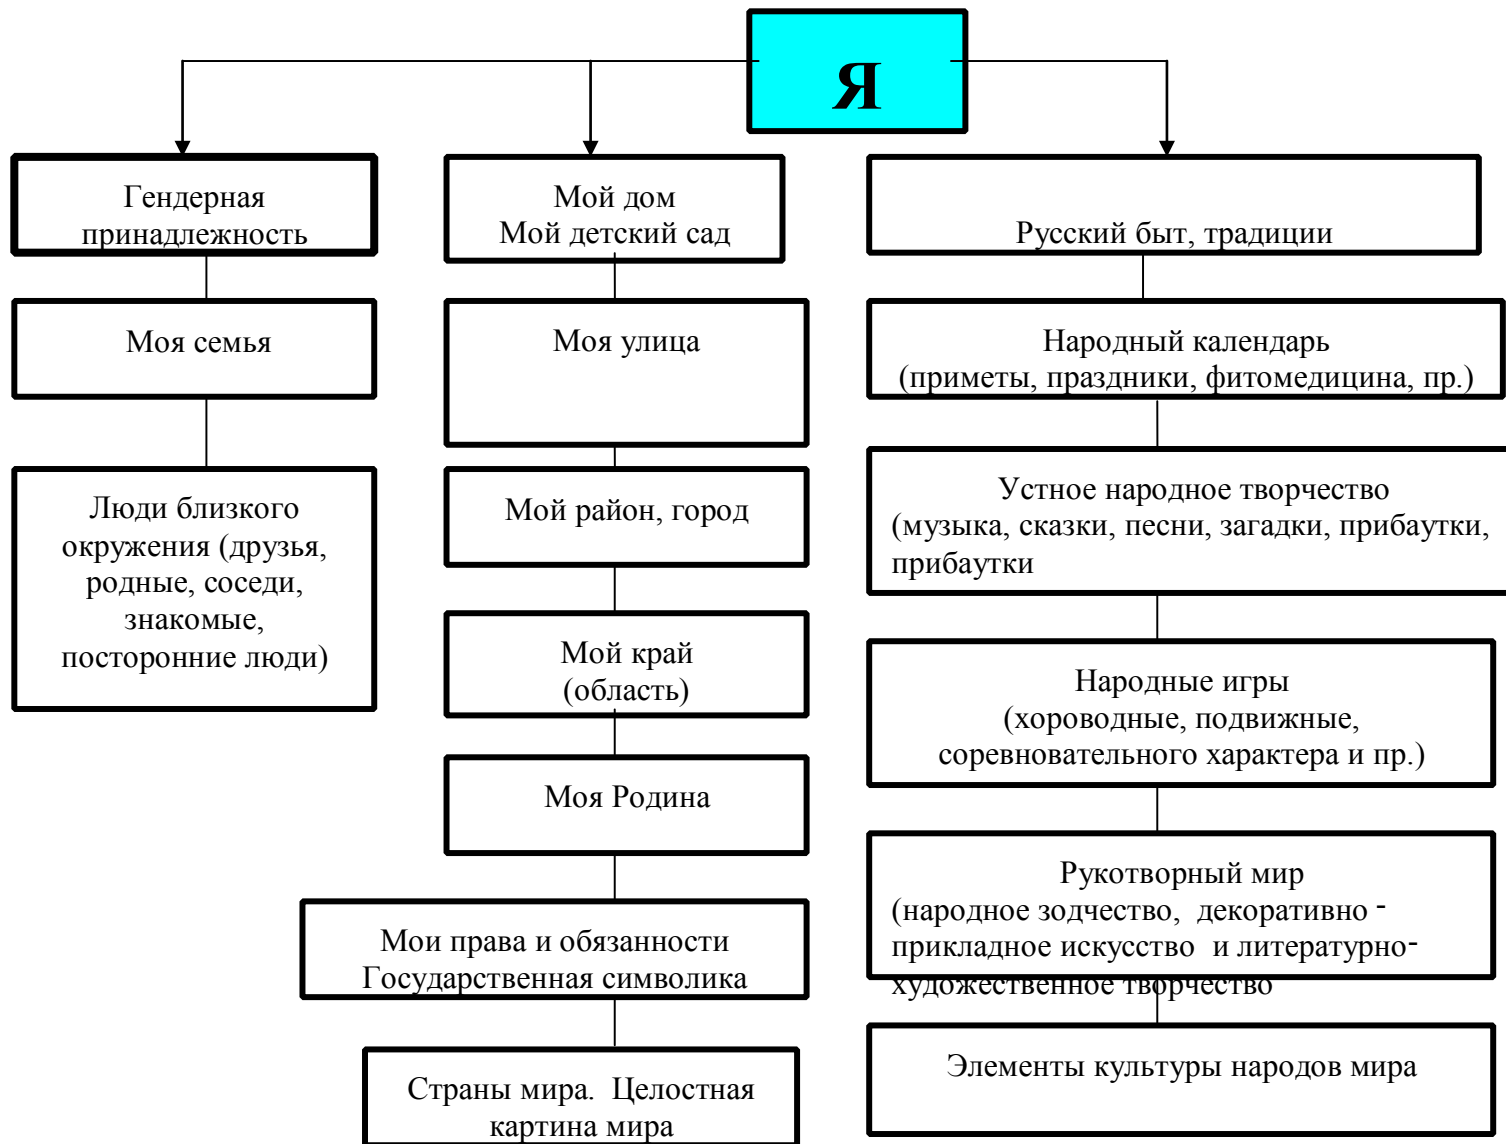 Я
Гендерная
принадлежность
Моя семья
Люди близкого
окружения (друзья,
родные, соседи,
знакомые,
посторонние люди)
Мой дом
Мой детский сад
Моя улица
Мой район, город
Мой край
(область)
Моя Родина
Мои права и обязанности
Государственная символика
Страны мира. Целостная
картина мира
Русский быт, традиции
Народный календарь
(приметы, праздники, фитомедицина, пр.)
Устное народное творчество
(музыка, сказки, песни, загадки, прибаутки,
прибаутки
Народные игры
(хороводные, подвижные,
соревновательного характера и пр.)
Рукотворный мир
(народное зодчество, декоративно -
прикладное искусство и литературно-
художественное творчество
Элементы культуры народов мира